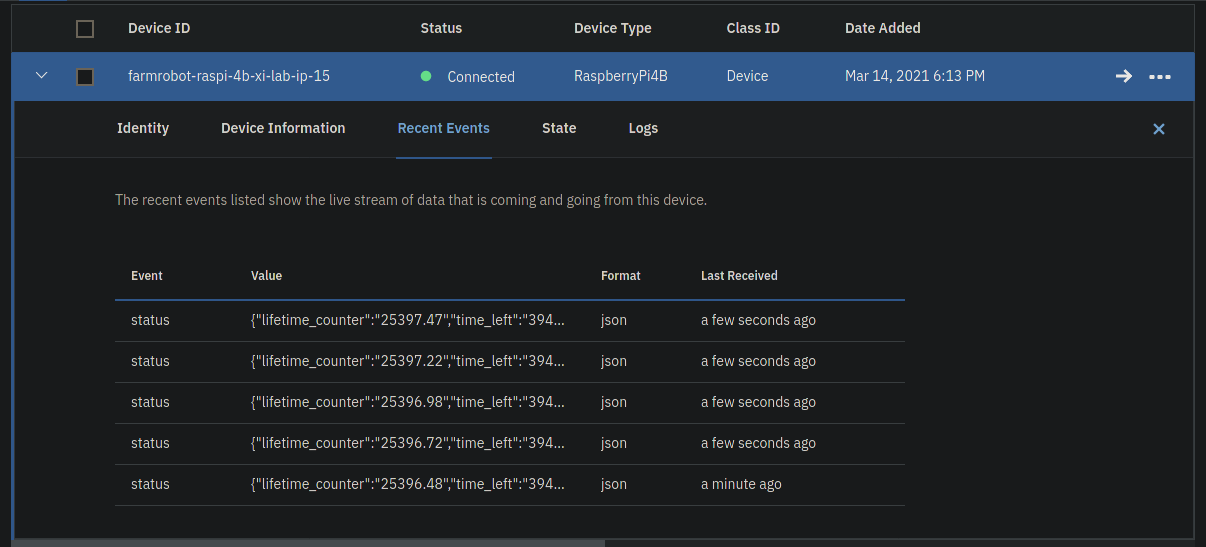 Device ID Status Device Type Class ID Date Added
farmrobot-raspi-4b-xi-lab-ip-15 Connected RaspberryPi4B Device Mar 14, 2021 6:13 PM
Identity Device Information Recent Events State Logs
The recent events listed show the live stream of data that is coming and going from this device.
Event Value Format Last Received
status {"lifetime_counter":"25397.47","time_left":"394... json a few seconds ago
status {"lifetime_counter":"25397.22","time_left":"394... json a few seconds ago
status {"lifetime_counter":"25396.98","time_left":"394... json a few seconds ago
status {"lifetime_counter":"25396.72","time_left":"394... json a few seconds ago
status {"lifetime_counter":"25396.48","time_left":"394... json a minute ago